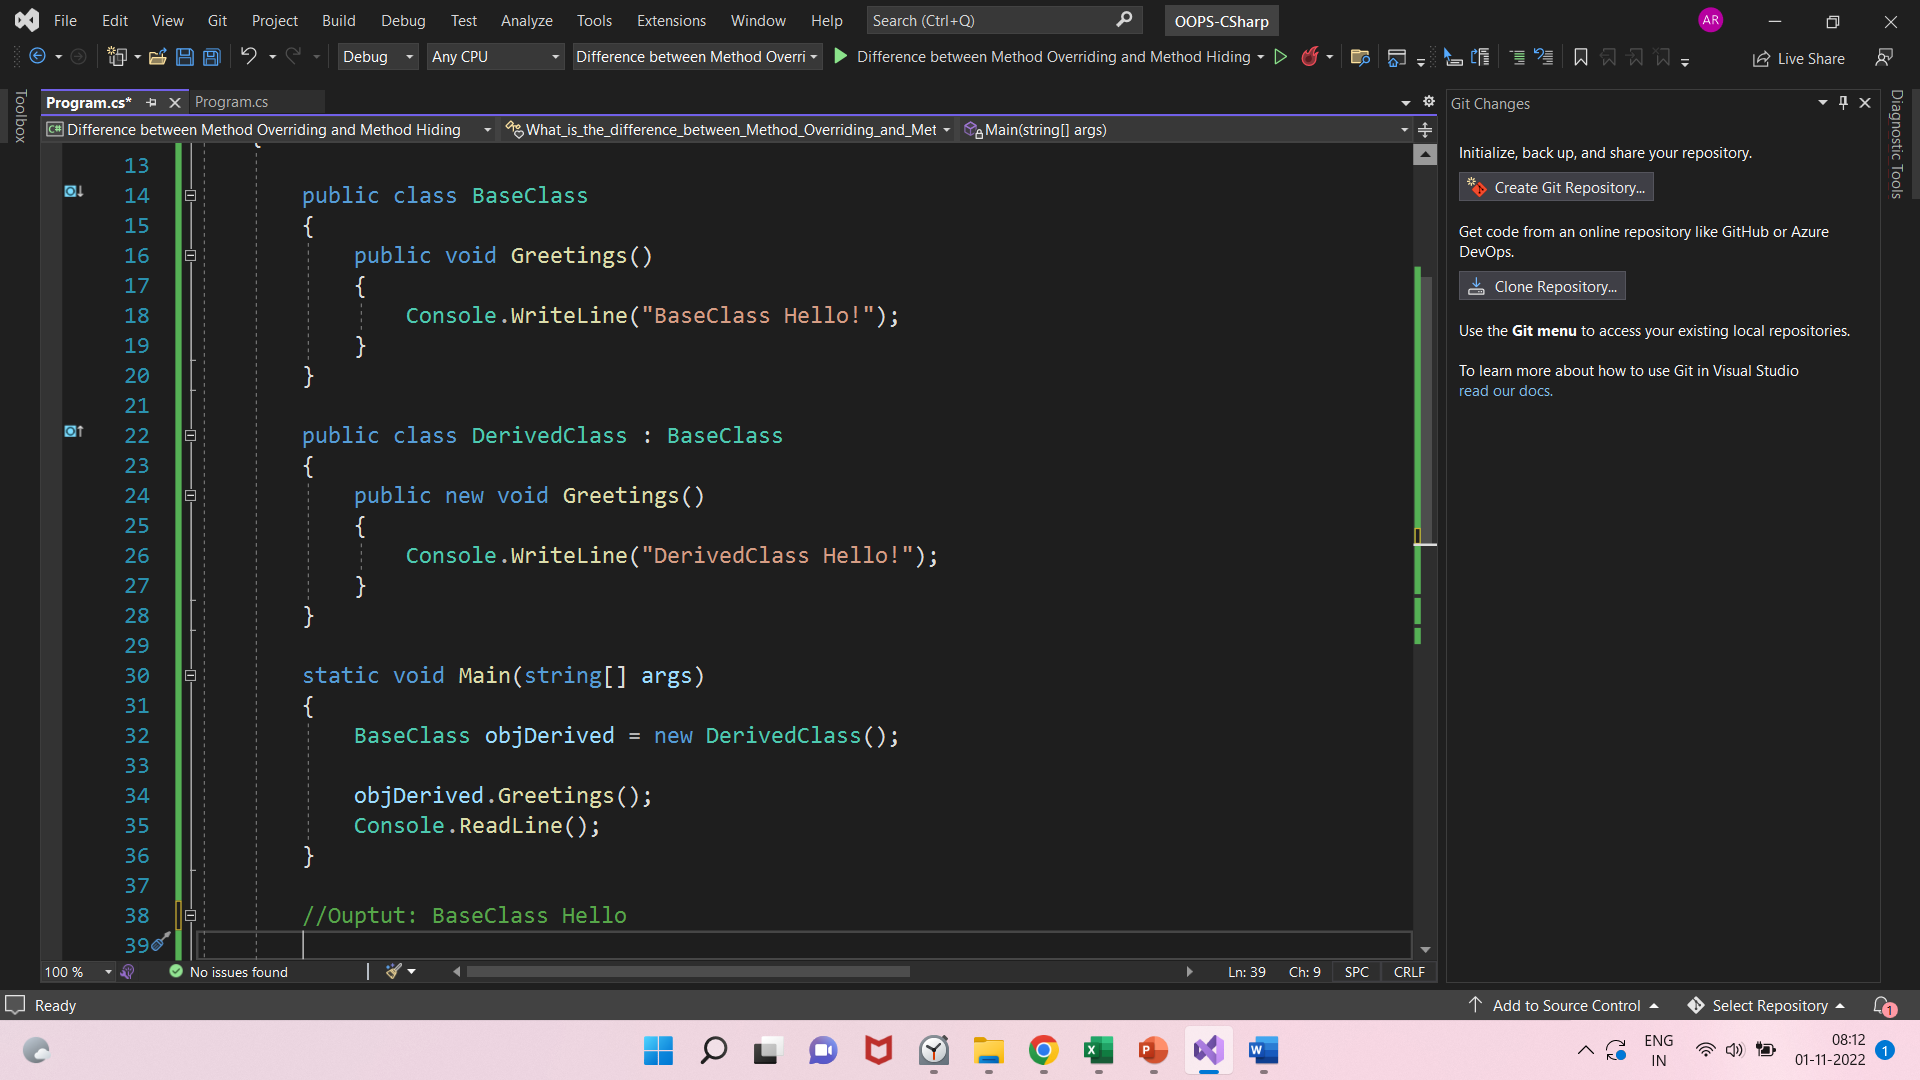 File Edit View Git Project Build Debug Test Analyze Tools Extensions Window Help Search (Ctrl+Q) OOPS-CSharp AR
Debug Any CPU Difference between Method Overri Difference between Method Overriding and Method Hiding Live Share
Toolbox
Program.cs* Program.cs
Difference between Method Overriding and Method Hiding What_is_the_difference_between_Method_Overriding_and_Met Main(string[] args)
13
14 public class BaseClass
15 {
16 public void Greetings()
17 {
18 Console.WriteLine("BaseClass Hello!");
19 }
20 }
21
22 public class DerivedClass : BaseClass
23 {
24 public new void Greetings()
25 {
26 Console.WriteLine("DerivedClass Hello!");
27 }
28 }
29
30 static void Main(string[] args)
31 {
32 BaseClass objDerived = new DerivedClass();
33
34 objDerived.Greetings();
35 Console.ReadLine();
36 }
37
38 //Ouptut: BaseClass Hello
39
100 % No issues found Ln: 39 Ch: 9 SPC CRLF
Git Changes
Initialize, back up, and share your repository.
Create Git Repository...
Get code from an online repository like GitHub or Azure
DevOps.
Clone Repository...
Use the Git menu to access your existing local repositories.
To learn more about how to use Git in Visual Studio
read our docs.
Diagnostic Tools
Ready Add to Source Control Select Repository 1
ENG
IN
08:12
01-11-2022
1